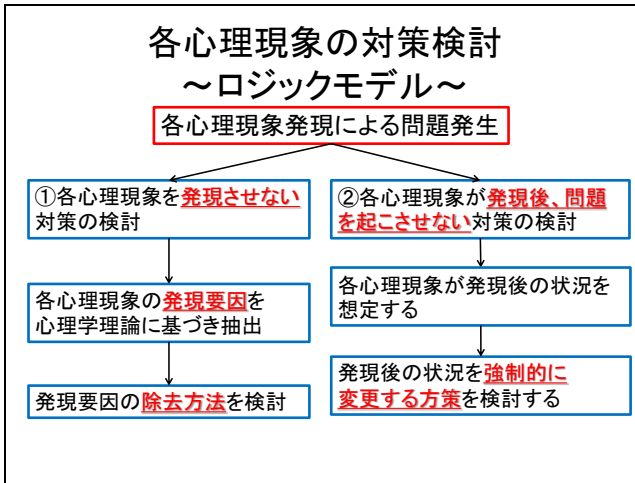 各心理現象の対策検討
～ロジックモデル～
各心理現象発現による問題発生
①各心理現象を発現させない
対策の検討
各心理現象の発現要因を
心理学理論に基づき抽出
発現要因の除去方法を検討
②各心理現象が発現後、問題
を起こさせない対策の検討
各心理現象が発現後の状況を
想定する
発現後の状況を強制的に
変更する方策を検討する